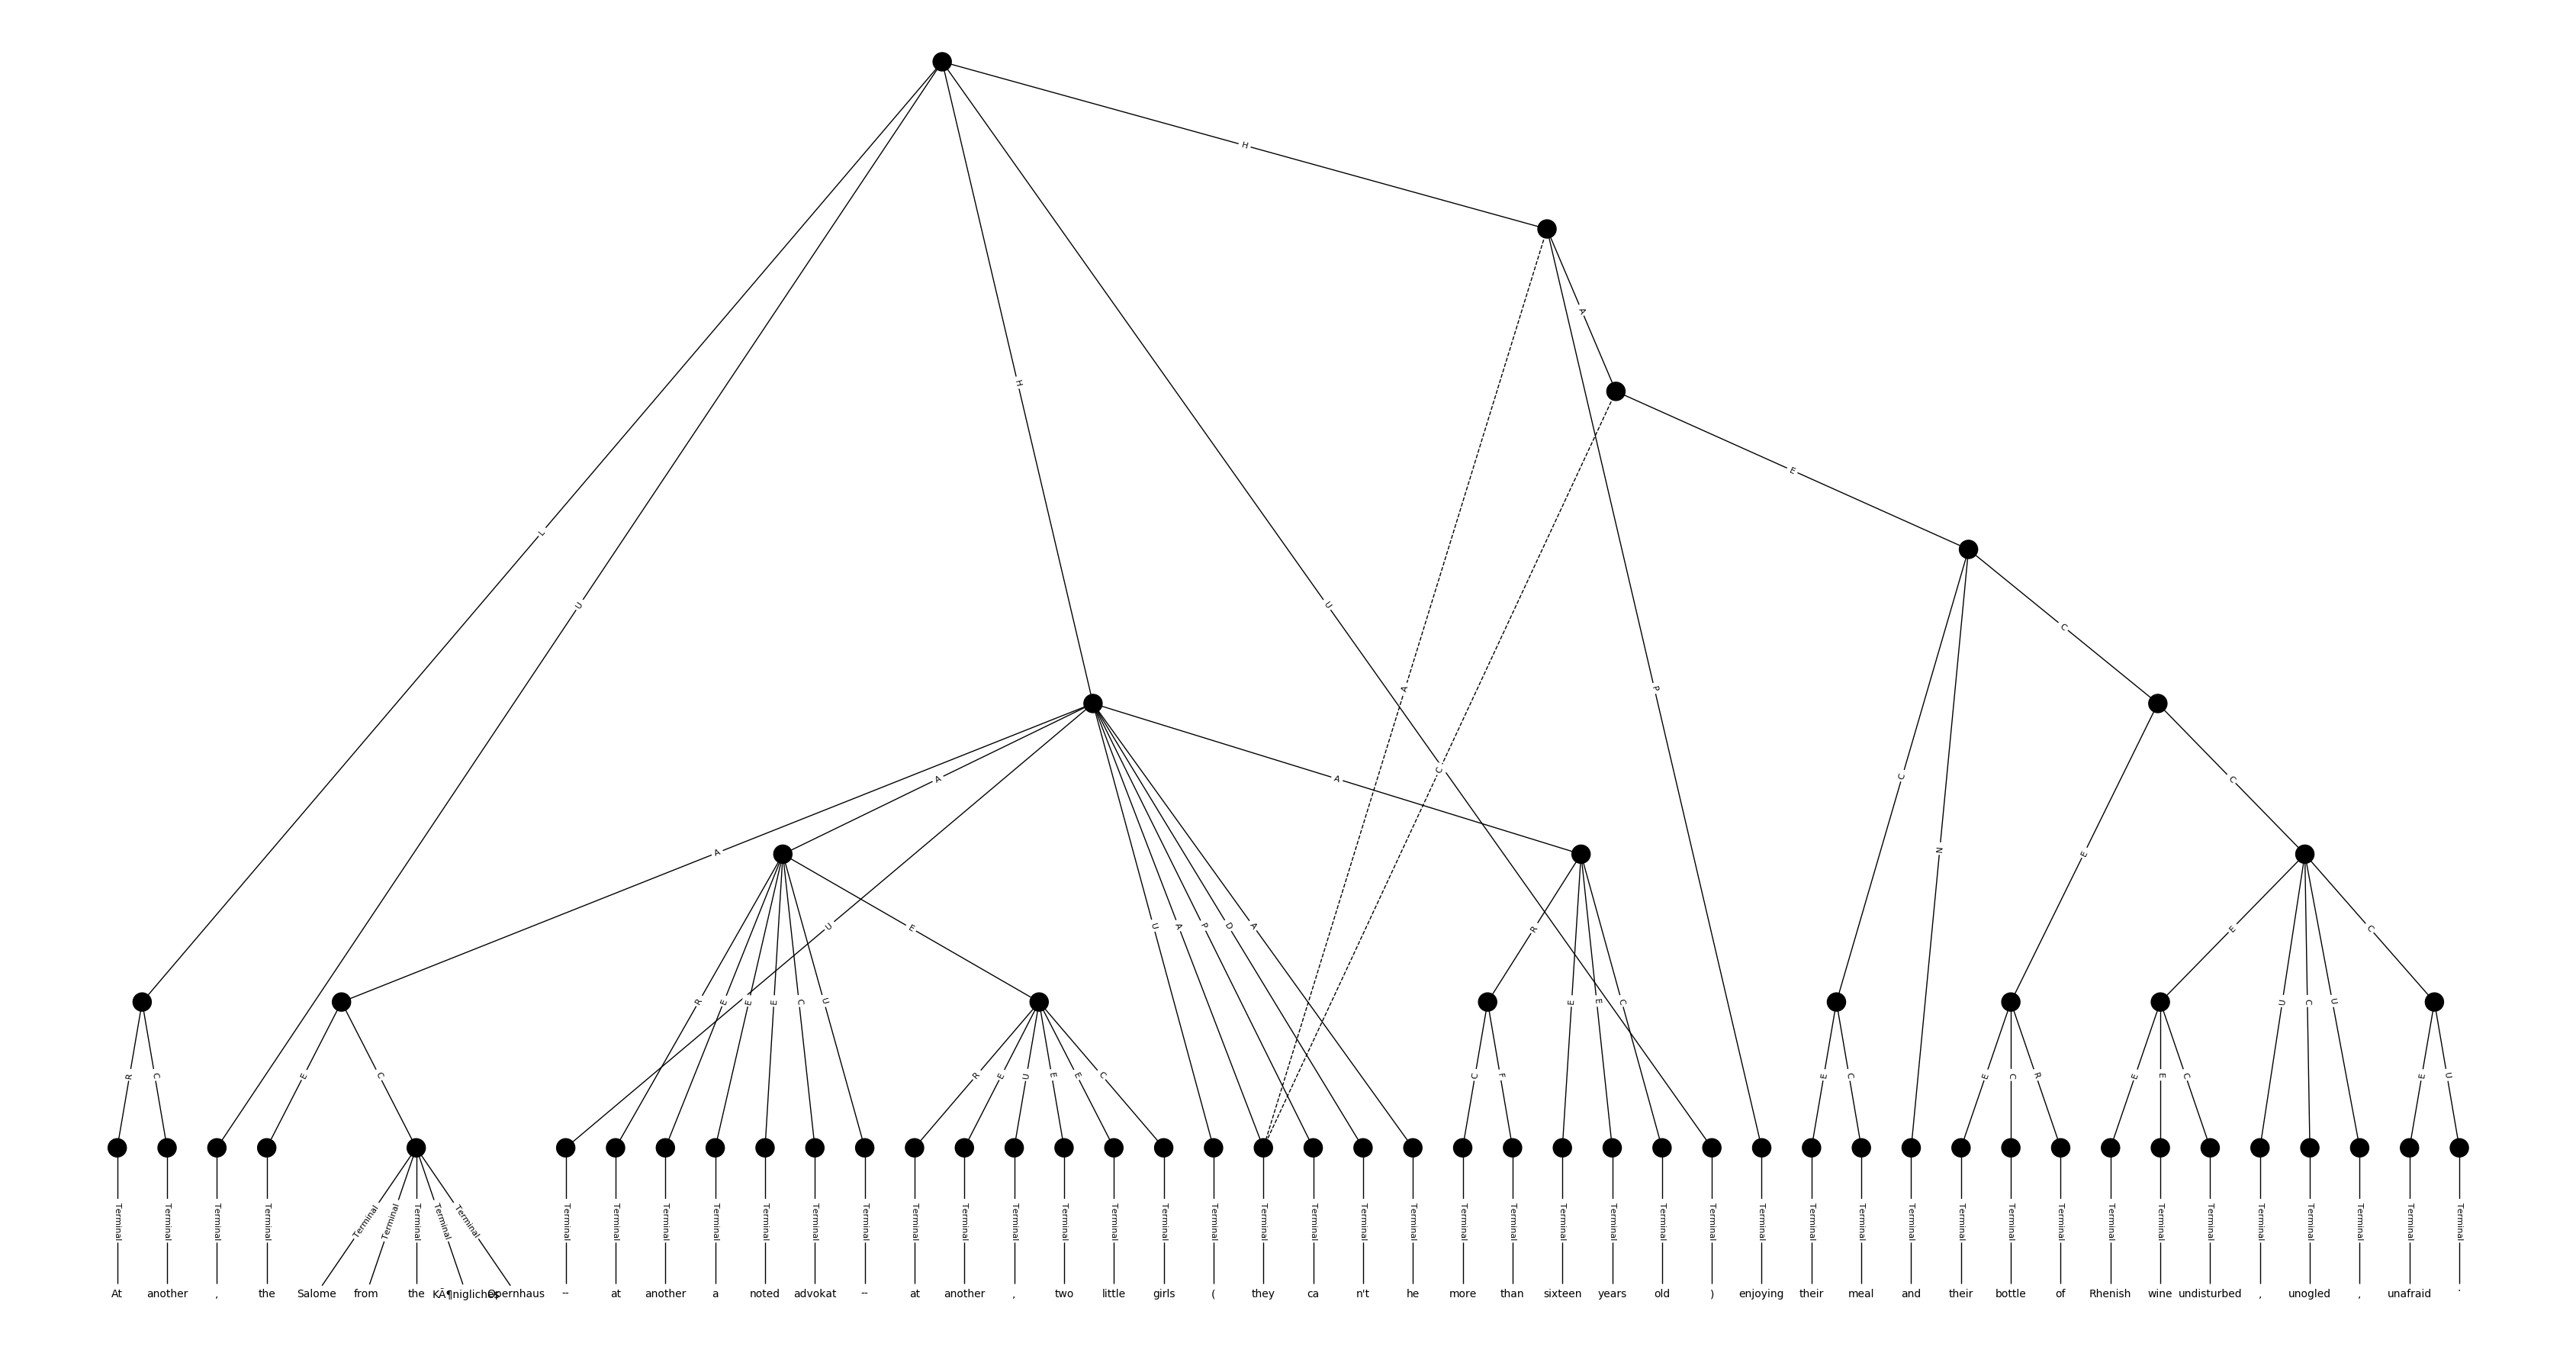 H
A
E
L
U
H
U
A
C
P
C
A
A
A
C
N
C
A
U
E
U
A
P
D
A
R
E
E
C
R
E
E
E
C
U
E
E
C
U
C
U
R
C
E
C
R
E
U
E
E
C
C
F
E
C
E
C
R
E
E
C
E
U
Terminal Terminal Terminal Terminal Terminal Terminal Terminal Terminal Terminal Terminal Terminal Terminal Terminal Terminal Terminal Terminal Terminal Terminal Terminal Terminal Terminal Terminal Terminal Terminal Terminal Terminal Terminal Terminal Terminal Terminal Terminal Terminal Terminal Terminal Terminal Terminal Terminal Terminal Terminal Terminal Terminal Terminal Terminal Terminal Terminal Terminal Terminal Terminal
At another , the Salome from the KÃ¶nigliches Opernhaus -- at another a noted advokat -- at another , two little girls ( they ca n't he more than sixteen years old ) enjoying their meal and their bottle of Rhenish wine undisturbed , unogled , unafraid .